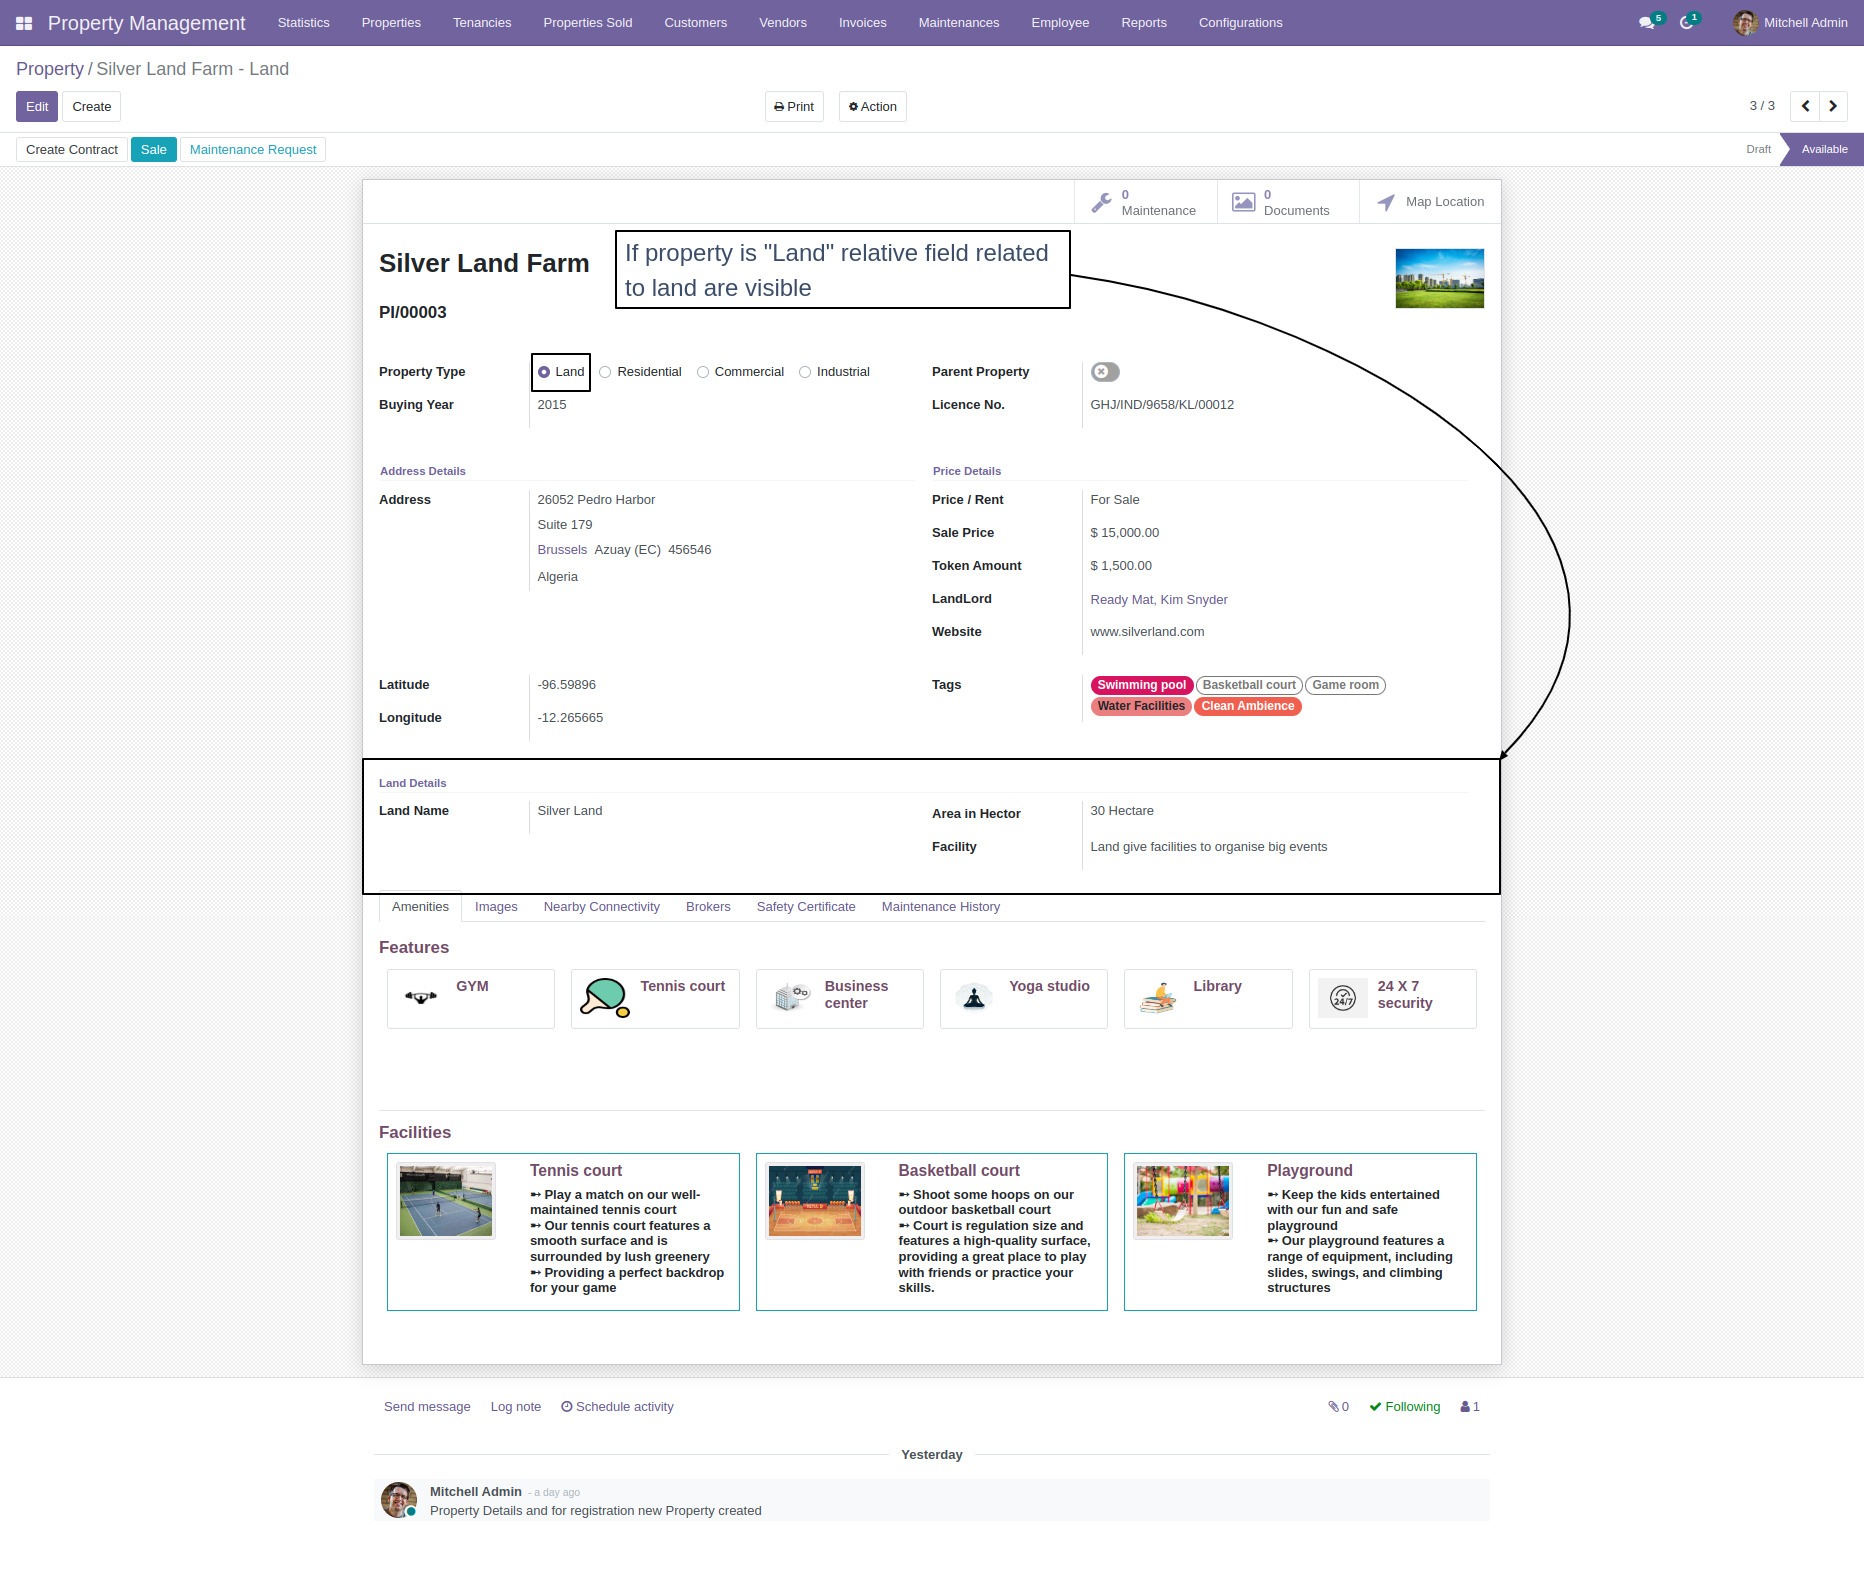 Property Management Statistics Properties Tenancies Properties Sold Customers Vendors Invoices Maintenances Employee Reports Configurations 5 1 Mitchell Admin
Property / Silver Land Farm - Land
Edit Create Print Action 3 / 3
Create Contract Sale Maintenance Request Draft Available
0 Maintenance
0 Documents
Map Location
If property is "Land" relative field related
to land are visible
Silver Land Farm
PI/00003
Property Type Land Residential Commercial Industrial
Buying Year 2015
Parent Property
Licence No. GHJ/IND/9658/KL/00012
Address Details
Address 26052 Pedro Harbor
Suite 179
Brussels Azuay (EC) 456546
Algeria
Price Details
Price / Rent For Sale
Sale Price $ 15,000.00
Token Amount $ 1,500.00
LandLord Ready Mat, Kim Snyder
Website www.silverland.com
Latitude -96.59896
Longitude -12.265665
Tags Swimming pool Basketball court Game room
Water Facilities Clean Ambience
Land Details
Land Name Silver Land
Area in Hector 30 Hectare
Facility Land give facilities to organise big events
Amenities Images Nearby Connectivity Brokers Safety Certificate Maintenance History
Features
GYM
Tennis court
Business
center
Yoga studio
Library
24/7
24 X 7
security
Facilities
Tennis court
➸ Play a match on our well-
maintained tennis court
➸ Our tennis court features a
smooth surface and is
surrounded by lush greenery
➸ Providing a perfect backdrop
for your game
Basketball court
➸ Shoot some hoops on our
outdoor basketball court
➸ Court is regulation size and
features a high-quality surface,
providing a great place to play
with friends or practice your
skills.
Playground
➸ Keep the kids entertained
with our fun and safe
playground
➸ Our playground features a
range of equipment, including
slides, swings, and climbing
structures
Send message Log note Schedule activity 0 Following 1
Yesterday
Mitchell Admin - a day ago
Property Details and for registration new Property created